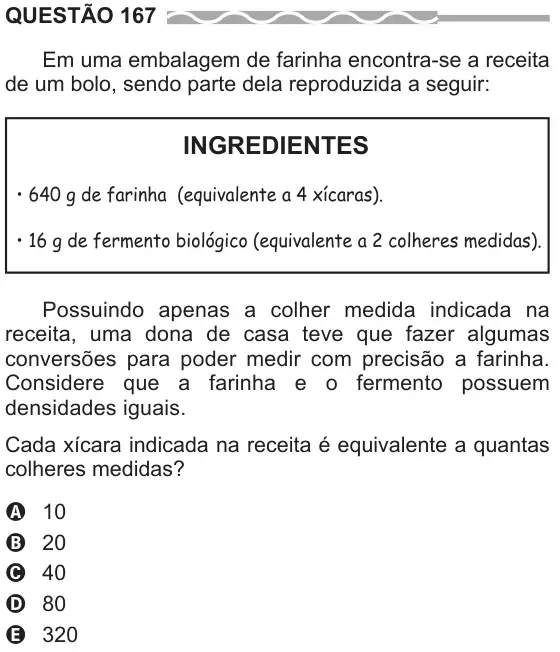 QUESTÃO 167
Em uma embalagem de farinha encontra-se a receita
de um bolo, sendo parte dela reproduzida a seguir:
INGREDIENTES
• 640 g de farinha (equivalente a 4 xícaras).
• 16 g de fermento biológico (equivalente a 2 colheres medidas).
Possuindo apenas a colher medida indicada na
receita, uma dona de casa teve que fazer algumas
conversões para poder medir com precisão a farinha.
Considere que a farinha e o fermento possuem
densidades iguais.
Cada xícara indicada na receita é equivalente a quantas
colheres medidas?
A 10
B 20
C 40
D 80
E 320